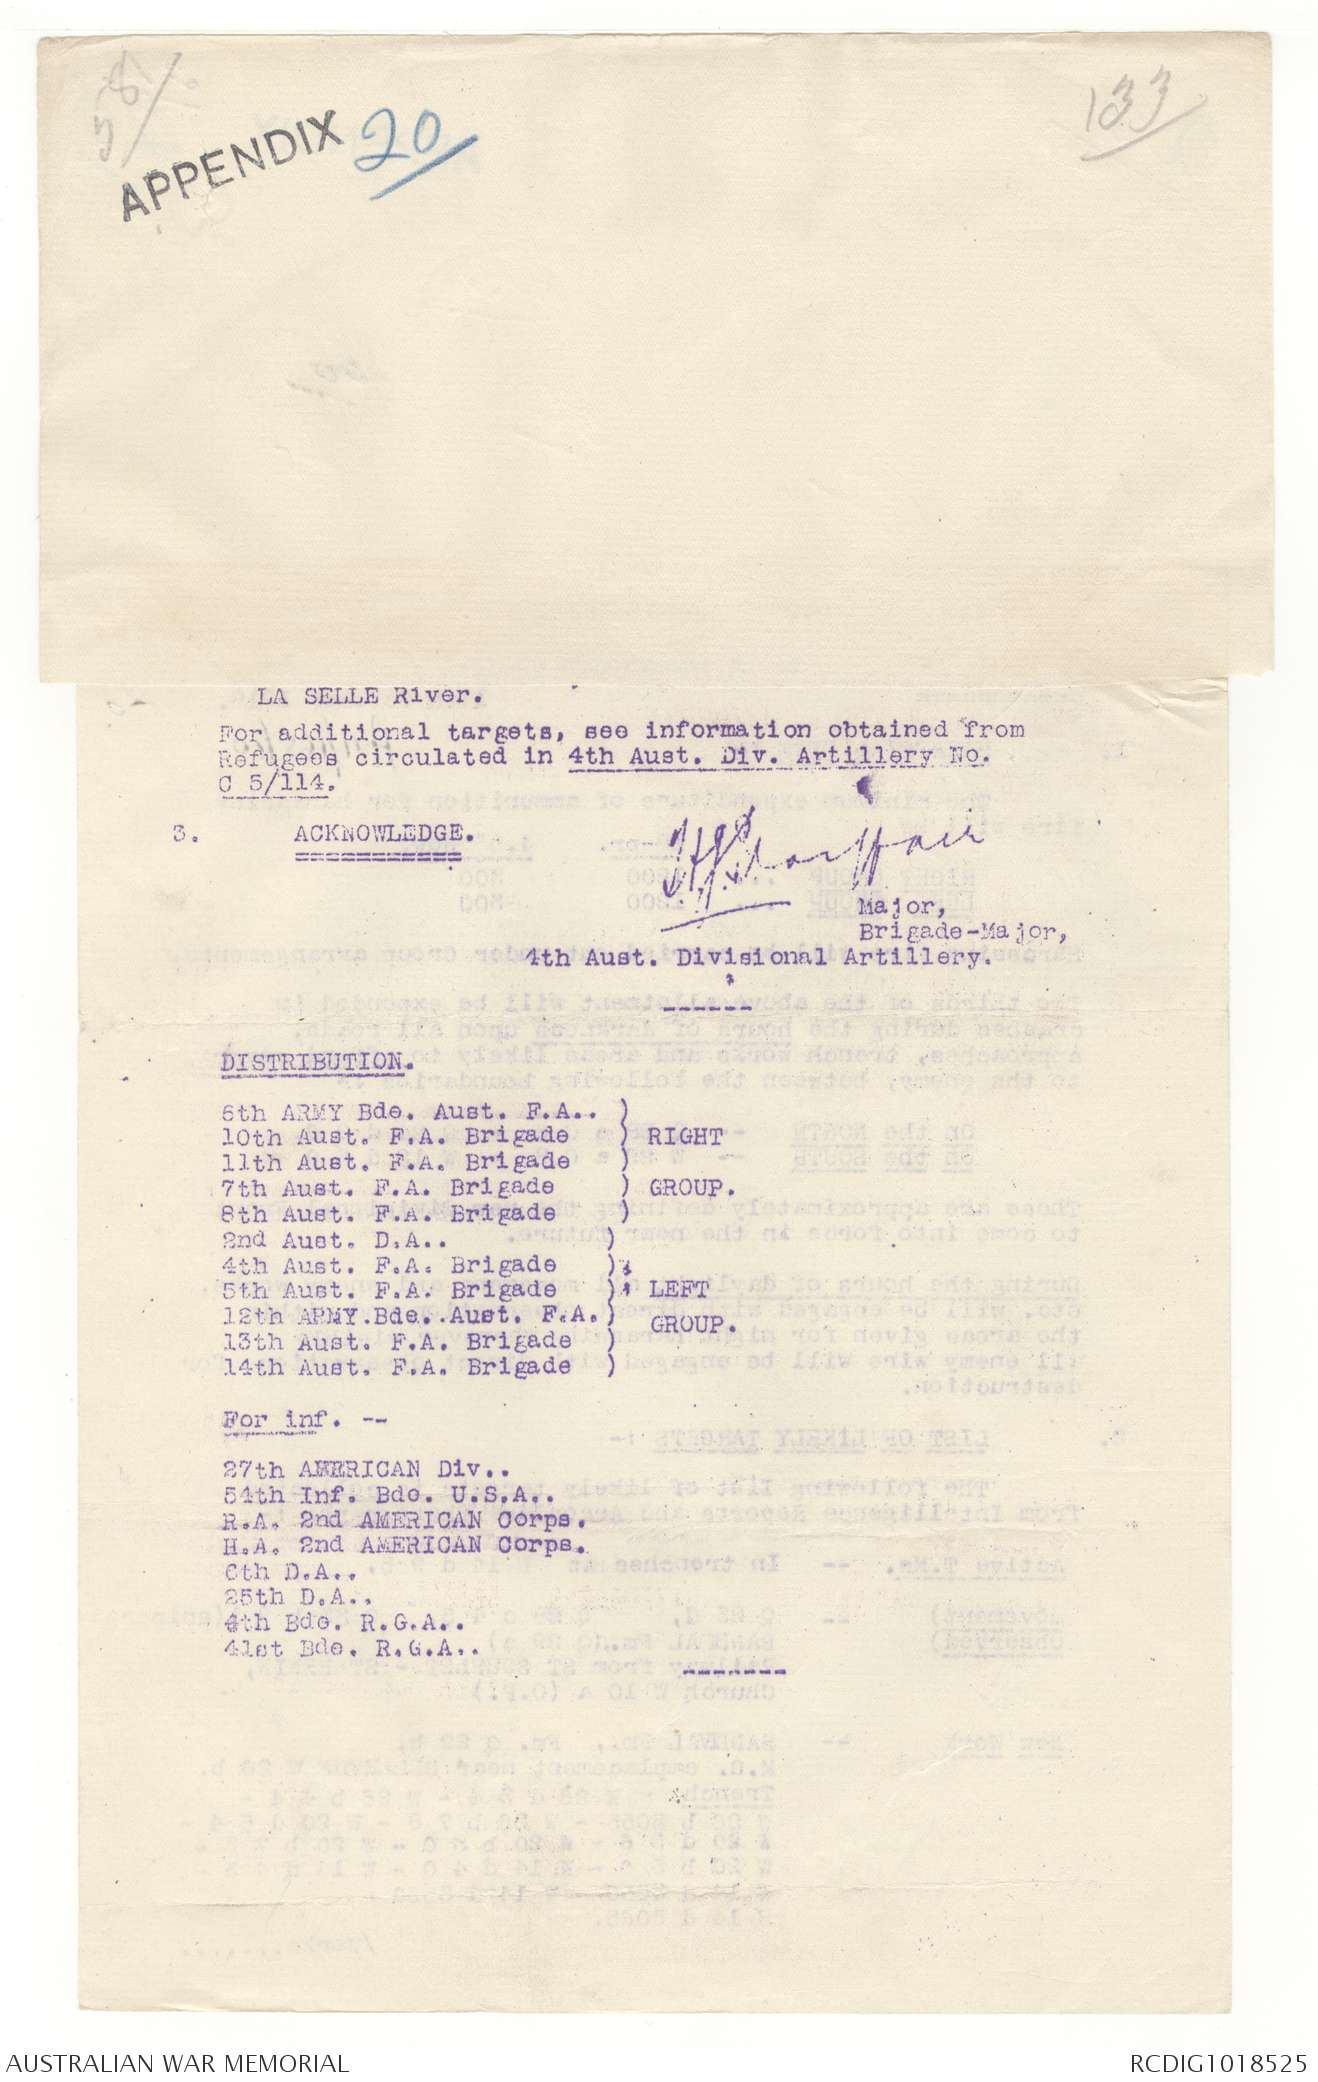 APPENDIX 20
133
LA SELLE River.
For additional targets, see information obtained from
Refugees circulated in 4th Aust. Div. Artillery No.
C 5/114.
3. ACKNOWLEDGE.
Major,
Brigade-Major,
4th Aust. Divisional Artillery.
DISTRIBUTION.
6th ARMY Bde. Aust. F.A.. )
10th Aust. F.A. Brigade ) RIGHT
11th Aust. F.A. Brigade )
7th Aust. F.A. Brigade ) GROUP.
8th Aust. F.A. Brigade )
2nd Aust. D.A.. )
4th Aust. F.A. Brigade )
5th Aust. F.A. Brigade ) LEFT
12th ARMY Bde. Aust. F.A. )
GROUP.
13th Aust. F.A. Brigade )
14th Aust. F.A. Brigade )
For inf. --
27th AMERICAN Div..
54th Inf. Bde. U.S.A..
R.A. 2nd AMERICAN Corps.
H.A. 2nd AMERICAN Corps.
6th D.A..
25th D.A..
4th Bde. R.G.A..
41st Bde. R.G.A..
AUSTRALIAN WAR MEMORIAL
RCDIG1018525